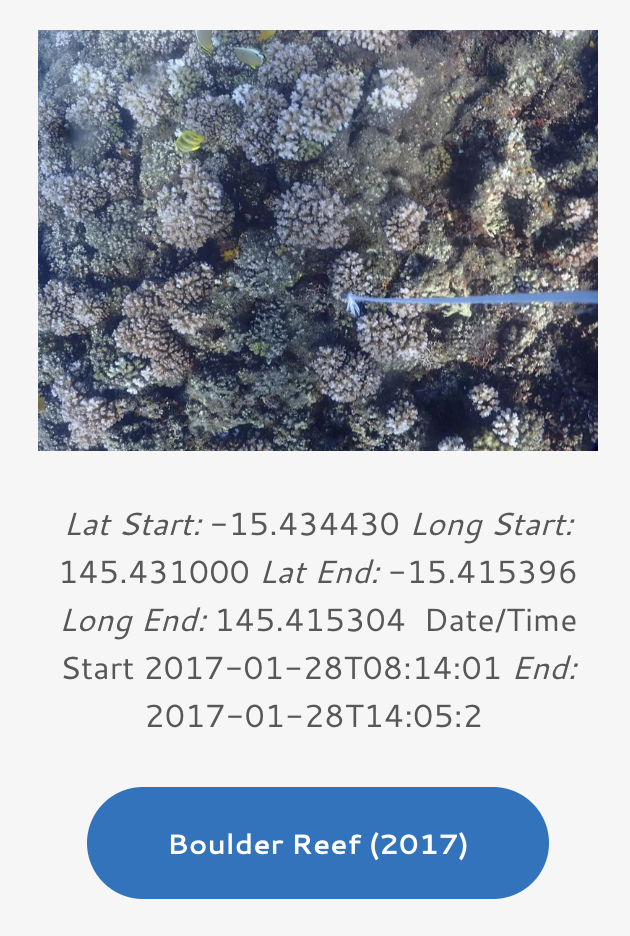 Lat Start: -15.434430 Long Start:
145.431000 Lat End: -15.415396
Long End: 145.415304 Date/Time
Start 2017-01-28T08:14:01 End:
2017-01-28T14:05:2
Boulder Reef (2017)